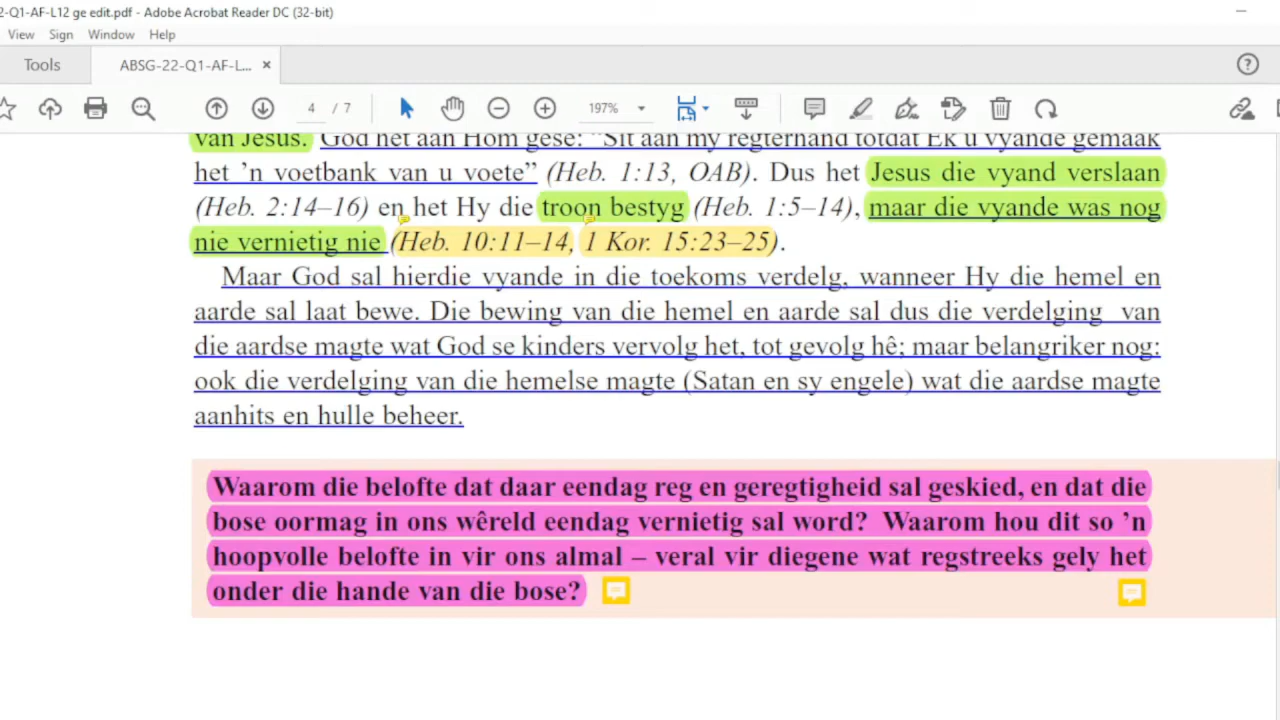 2-Q1-AF-L12 ge edit.pdf - Adobe Acrobat Reader DC (32-bit)
View Sign Window Help
Tools ABSG-22-Q1-AF-L... ×
4 / 7 197%
van Jesus. God het aan Hom gesê: "Sit aan my regterhand totdat Ek u vyande gemaak
het 'n voetbank van u voete" (Heb. 1:13, OAB). Dus het Jesus die vyand verslaan
(Heb. 2:14–16) en het Hy die troon bestyg (Heb. 1:5–14), maar die vyande was nog
nie vernietig nie (Heb. 10:11–14, 1 Kor. 15:23–25).
Maar God sal hierdie vyande in die toekoms verdelg, wanneer Hy die hemel en
aarde sal laat bewe. Die bewing van die hemel en aarde sal dus die verdelging van
die aardse magte wat God se kinders vervolg het, tot gevolg hê; maar belangriker nog:
ook die verdelging van die hemelse magte (Satan en sy engele) wat die aardse magte
aanhits en hulle beheer.
Waarom die belofte dat daar eendag reg en geregtigheid sal geskied, en dat die
bose oormag in ons wêreld eendag vernietig sal word? Waarom hou dit so 'n
hoopvolle belofte in vir ons almal – veral vir diegene wat regstreeks gely het
onder die hande van die bose?